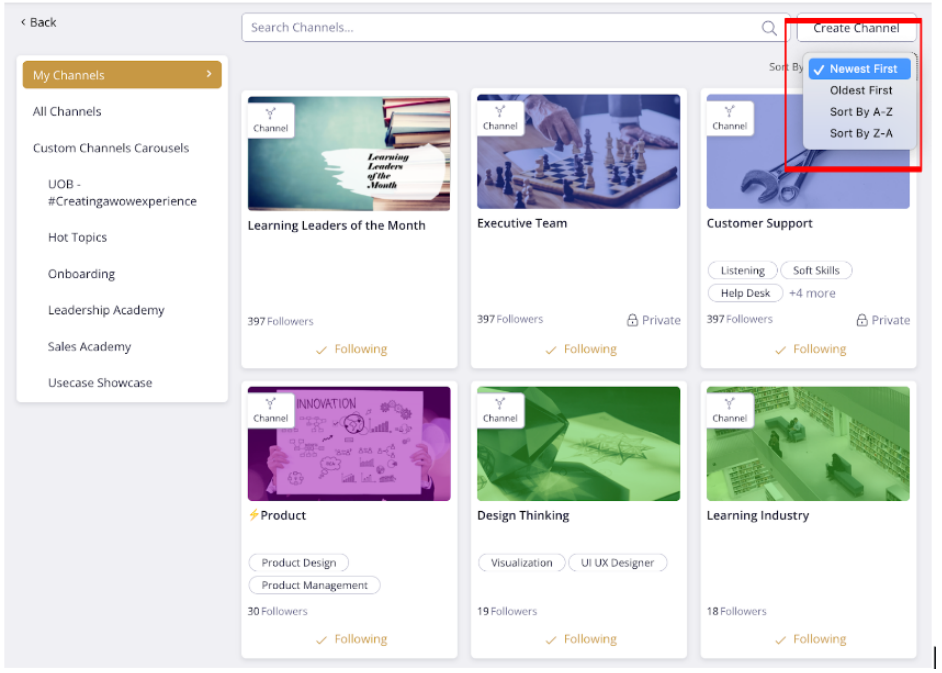 < Back
Search Channels...
Create Channel
Sort By
✓ Newest First
Oldest First
Sort By A-Z
Sort By Z-A
My Channels >
All Channels
Custom Channels Carousels
UOB -
#Creatingawowexperience
Hot Topics
Onboarding
Leadership Academy
Sales Academy
Usecase Showcase
Channel
Learning
Leaders
of the
Month
Learning Leaders of the Month
397 Followers
✓ Following
Channel
Executive Team
397 Followers
Private
✓ Following
Channel
Customer Support
Listening
Soft Skills
Help Desk
+4 more
397 Followers
Private
✓ Following
Channel
INNOVATION
⚡Product
Product Design
Product Management
30 Followers
✓ Following
Channel
Design Thinking
Visualization
UI UX Designer
19 Followers
✓ Following
Channel
Learning Industry
18 Followers
✓ Following